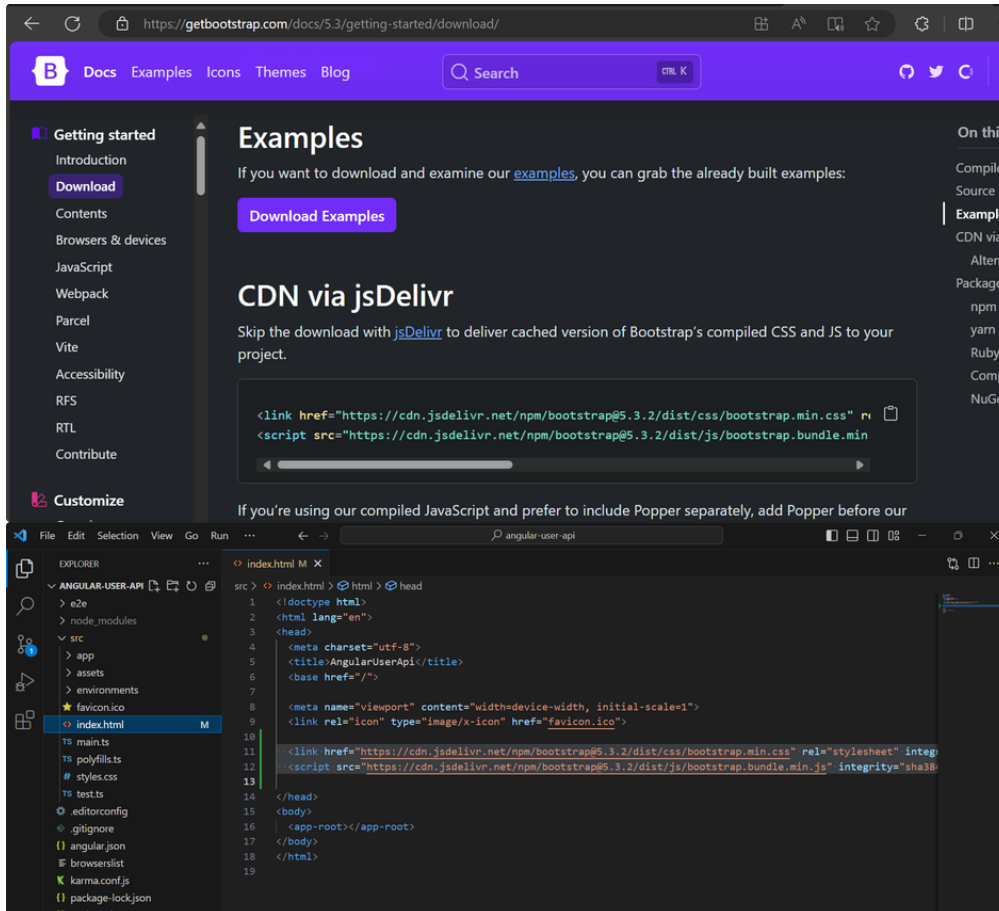 https://getbootstrap.com/docs/5.3/getting-started/download/
B Docs Examples Icons Themes Blog Search CTRL K
Getting started
Introduction
Download
Contents
Browsers & devices
JavaScript
Webpack
Parcel
Vite
Accessibility
RFS
RTL
Contribute
Customize
Examples
If you want to download and examine our examples, you can grab the already built examples:
Download Examples
CDN via jsDelivr
Skip the download with jsDelivr to deliver cached version of Bootstrap's compiled CSS and JS to your
project.
<link href="https://cdn.jsdelivr.net/npm/bootstrap@5.3.2/dist/css/bootstrap.min.css" re
<script src="https://cdn.jsdelivr.net/npm/bootstrap@5.3.2/dist/js/bootstrap.bundle.min
If you're using our compiled JavaScript and prefer to include Popper separately, add Popper before our
On thi
Compile
Source
Exampl
CDN via
Alter
Package
npm
yarn
Ruby
Com
NuGe
File Edit Selection View Go Run ... angular-user-api
EXPLORER ...
ANGULAR-USER-API
e2e
node_modules
src
app
assets
environments
favicon.ico
index.html M
TS main.ts
TS polyfills.ts
# styles.css
TS test.ts
.editorconfig
.gitignore
{} angular.json
browserslist
karma.conf.js
{} package-lock.json
1
index.html M
src > index.html > html > head
1 <!doctype html>
2 <html lang="en">
3 <head>
4 <meta charset="utf-8">
5 <title>AngularUserApi</title>
6 <base href="/">
7
8 <meta name="viewport" content="width=device-width, initial-scale=1">
9 <link rel="icon" type="image/x-icon" href="favicon.ico">
10
11 <link href="https://cdn.jsdelivr.net/npm/bootstrap@5.3.2/dist/css/bootstrap.min.css" rel="stylesheet" integr
12 <script src="https://cdn.jsdelivr.net/npm/bootstrap@5.3.2/dist/js/bootstrap.bundle.min.js" integrity="sha384
13
14 </head>
15 <body>
16 <app-root></app-root>
17 </body>
18 </html>
19